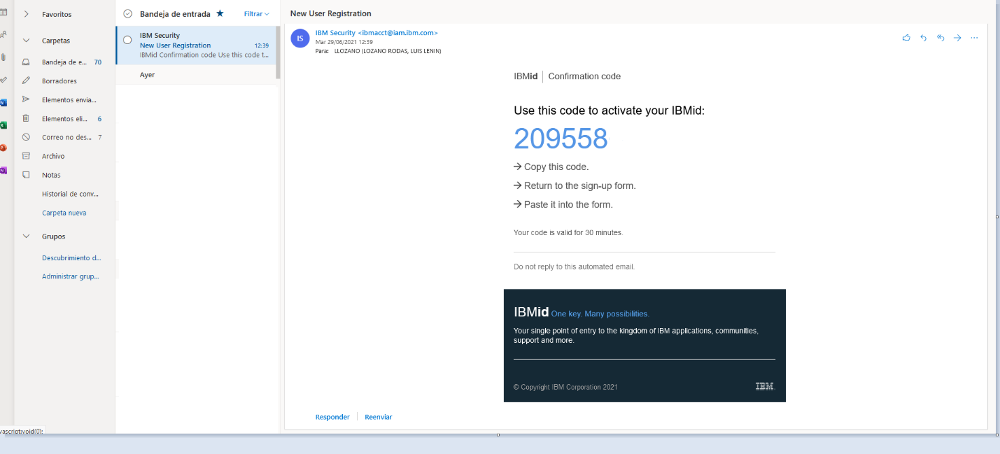 Favoritos
Carpetas
Bandeja de e... 70
Borradores
Elementos envia...
Elementos eli... 6
Correo no des... 7
Archivo
Notas
Historial de conv...
Carpeta nueva
Grupos
Descubrimiento d...
Administrar grup...
Bandeja de entrada ★ Filtrar
IBM Security
New User Registration 12:39
IBMid Confirmation code Use this code t...
Ayer
New User Registration
IS
IBM Security <ibmacct@iam.ibm.com>
Mar 29/06/2021 12:39
Para: LLOZANO (LOZANO RODAS, LUIS LENIN)
IBMid | Confirmation code
Use this code to activate your IBMid:
209558
→ Copy this code.
→ Return to the sign-up form.
→ Paste it into the form.
Your code is valid for 30 minutes.
Do not reply to this automated email.
IBMid One key. Many possibilities.
Your single point of entry to the kingdom of IBM applications, communities,
support and more.
© Copyright IBM Corporation 2021 IBM
Responder | Reenviar
vascript:void(0);